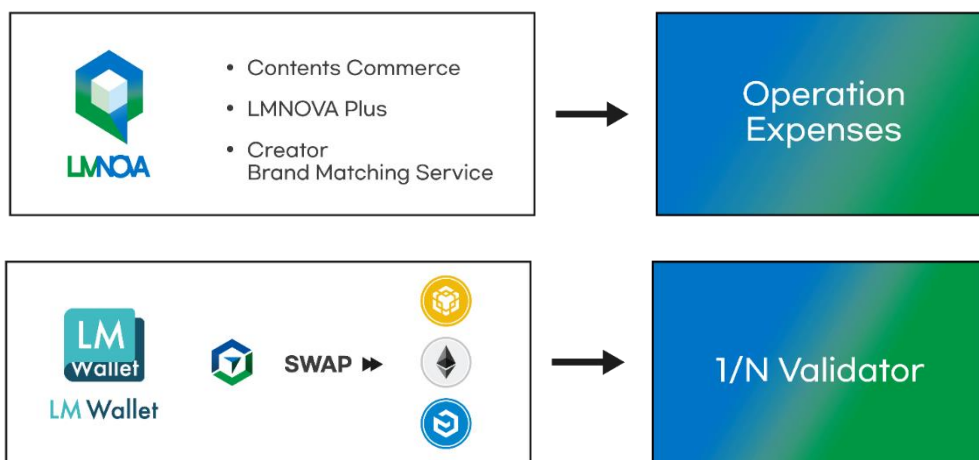 • Contents Commerce
• LMNOVA Plus
• Creator
Brand Matching Service
LMNOVA
Operation
Expenses
LM
Wallet
LM Wallet
SWAP
1/N Validator